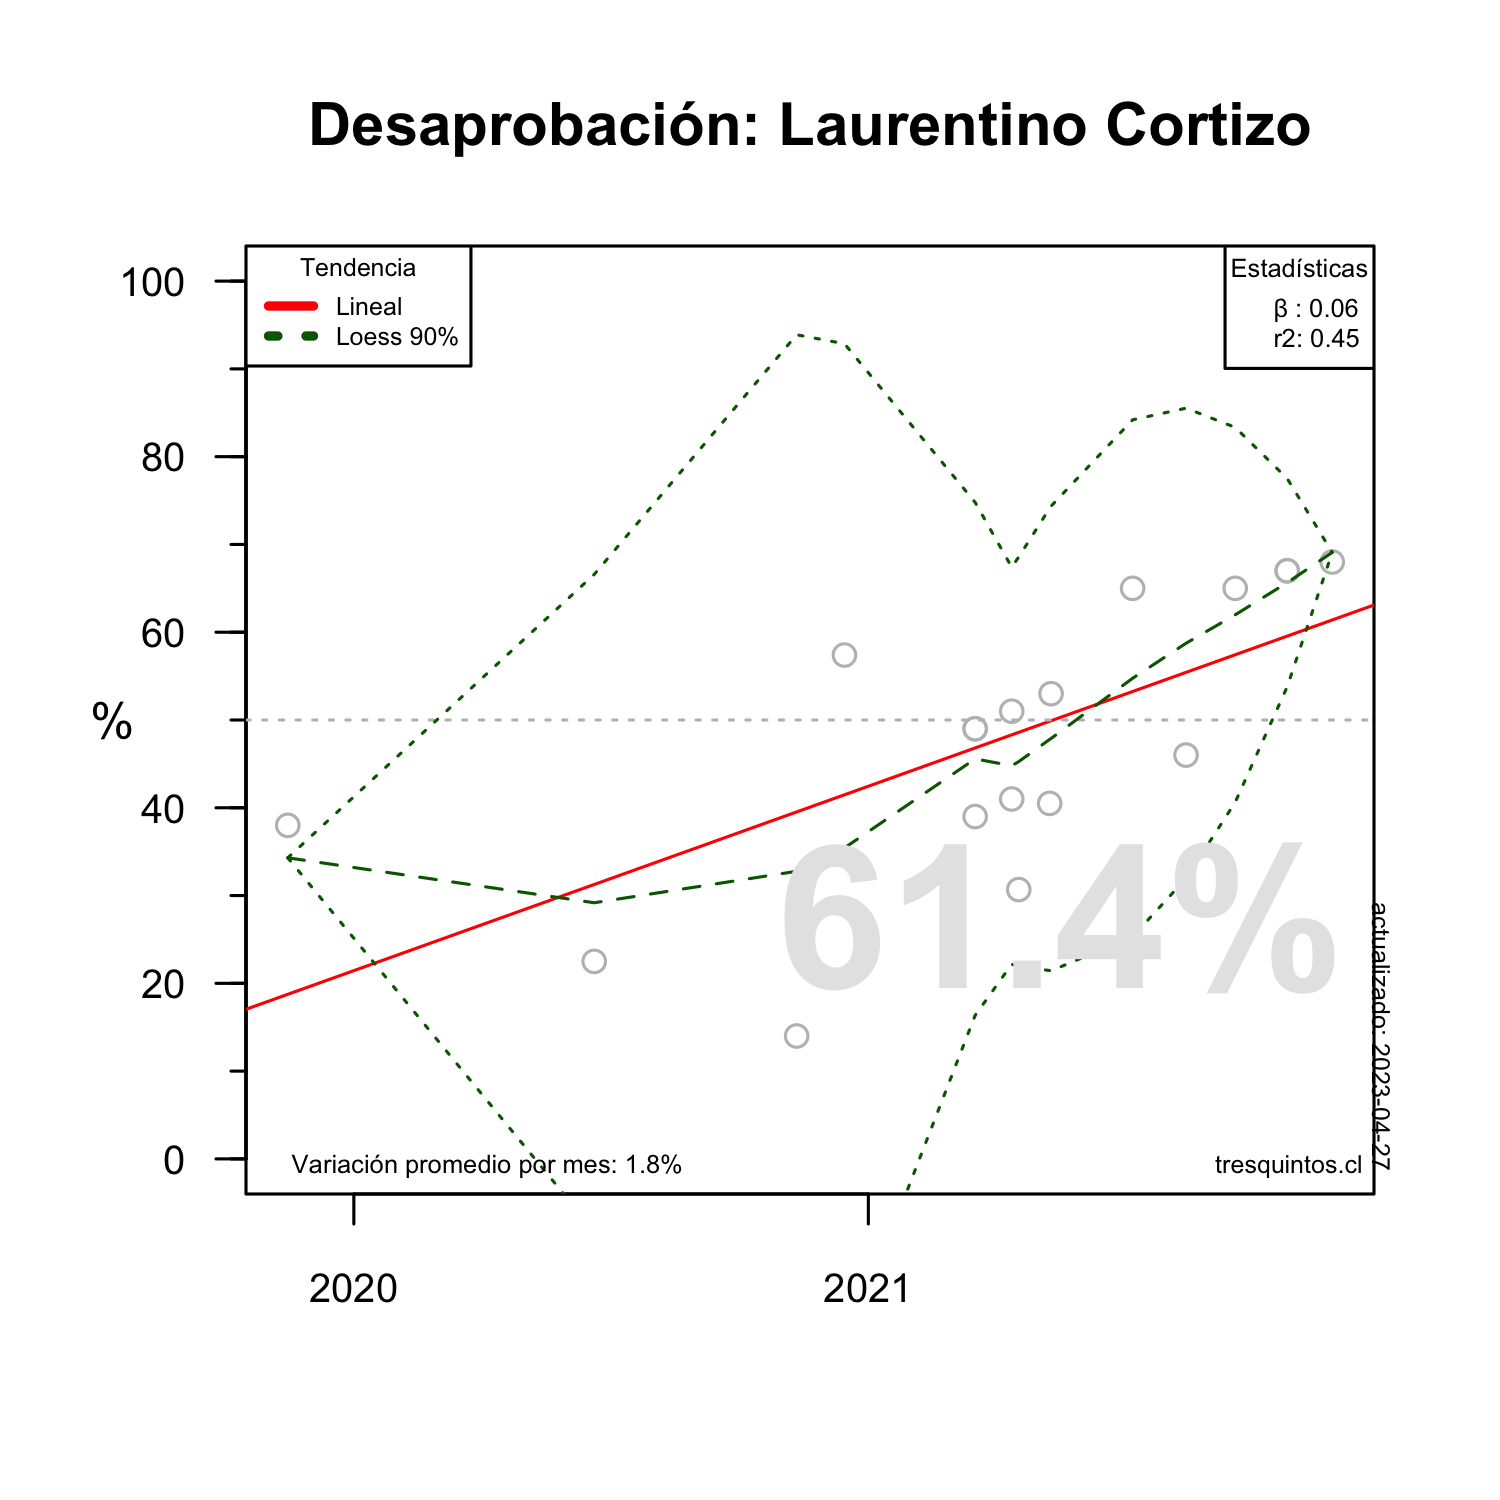 Desaprobación: Laurentino Cortizo
Tendencia
Lineal
Loess 90%
Estadísticas
β : 0.06
r2: 0.45
100
80
60
40
20
0
%
61.4%
actualizado: 2023-04-27
Variación promedio por mes: 1.8%
tresquintos.cl
2020
2021